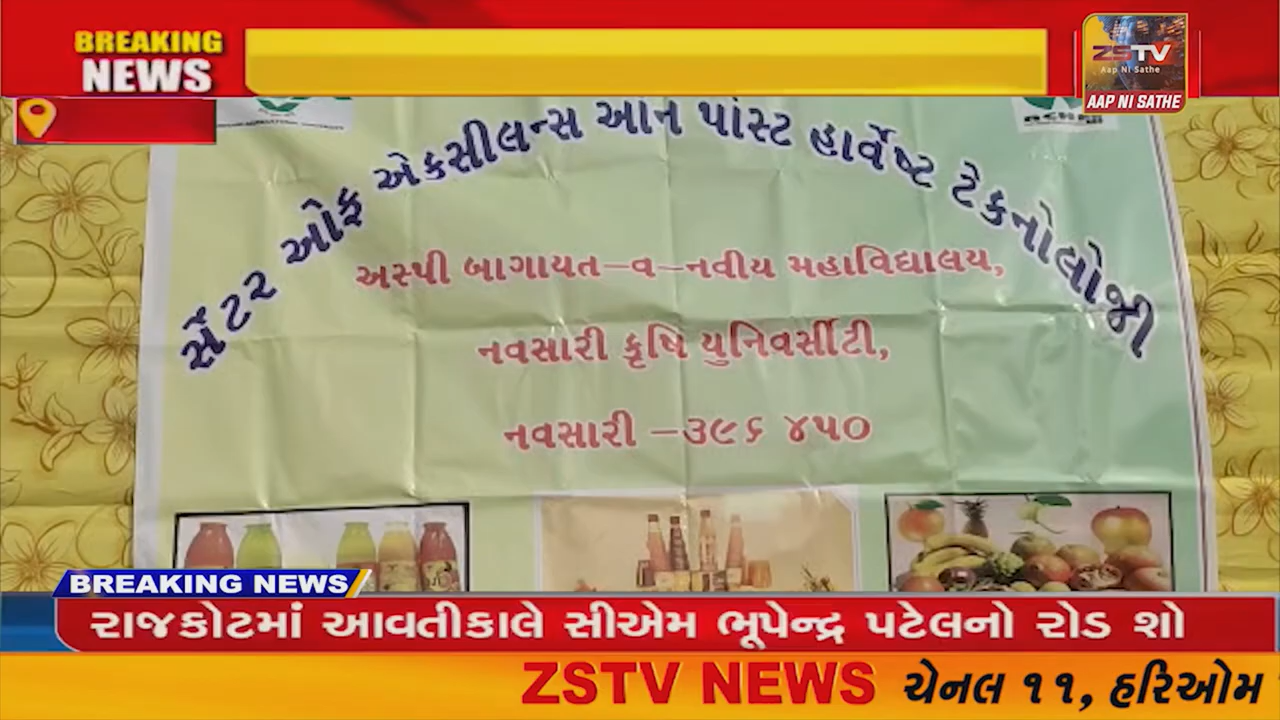 BREAKING
NEWS
ZSTV
Aap Ni Sathe
AAP NI SATHE
સેંટર ઓફ એકસીલન્સ ઓન પોસ્ટ હાર્વેષ્ટ ટેકનોલોજી
અસ્પી બાગાયત-વ-નવીય મહાવિદ્યાલય,
નવસારી કૃષિ યુનિવર્સીટી,
નવસારી -૩૯૬ ૪૫૦
BREAKING NEWS
રાજકોટમાં આવતીકાલે સીએમ ભૂપેન્દ્ર પટેલનો રોડ શો
ZSTV NEWS ચેનલ ૧૧, હરિઓમ